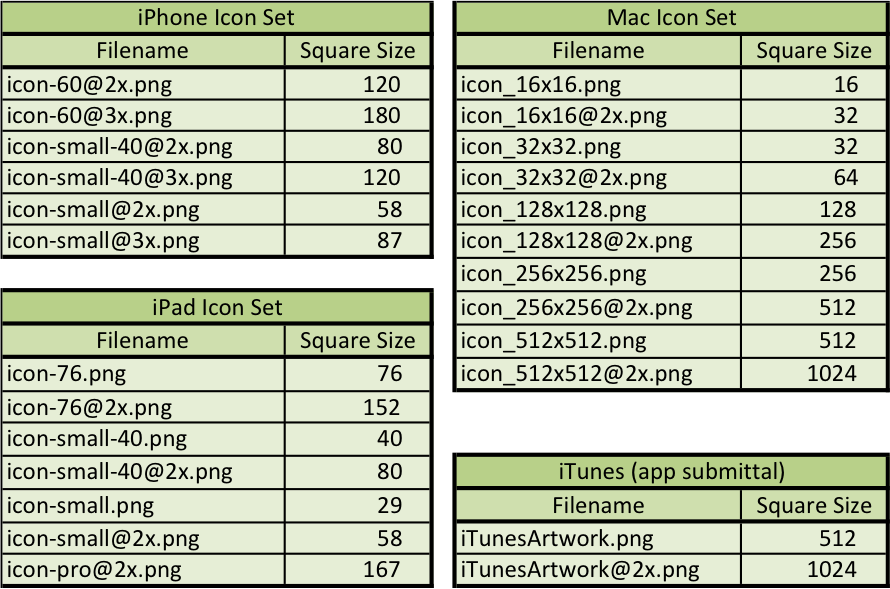 iPhone Icon Set
Filename Square Size
icon-60@2x.png 120
icon-60@3x.png 180
icon-small-40@2x.png 80
icon-small-40@3x.png 120
icon-small@2x.png 58
icon-small@3x.png 87
iPad Icon Set
Filename Square Size
icon-76.png 76
icon-76@2x.png 152
icon-small-40.png 40
icon-small-40@2x.png 80
icon-small.png 29
icon-small@2x.png 58
icon-pro@2x.png 167
Mac Icon Set
Filename Square Size
icon_16x16.png 16
icon_16x16@2x.png 32
icon_32x32.png 32
icon_32x32@2x.png 64
icon_128x128.png 128
icon_128x128@2x.png 256
icon_256x256.png 256
icon_256x256@2x.png 512
icon_512x512.png 512
icon_512x512@2x.png 1024
iTunes (app submittal)
Filename Square Size
iTunesArtwork.png 512
iTunesArtwork@2x.png 1024